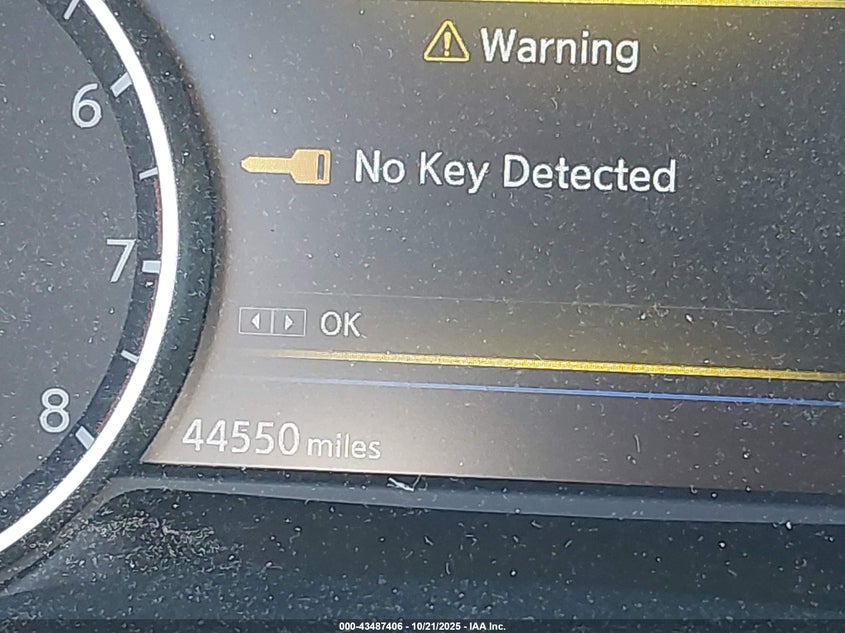 Warning
6
No Key Detected
7
OK
8
44550 miles
000-43487406 - 10/21/2025 - IAA Inc.